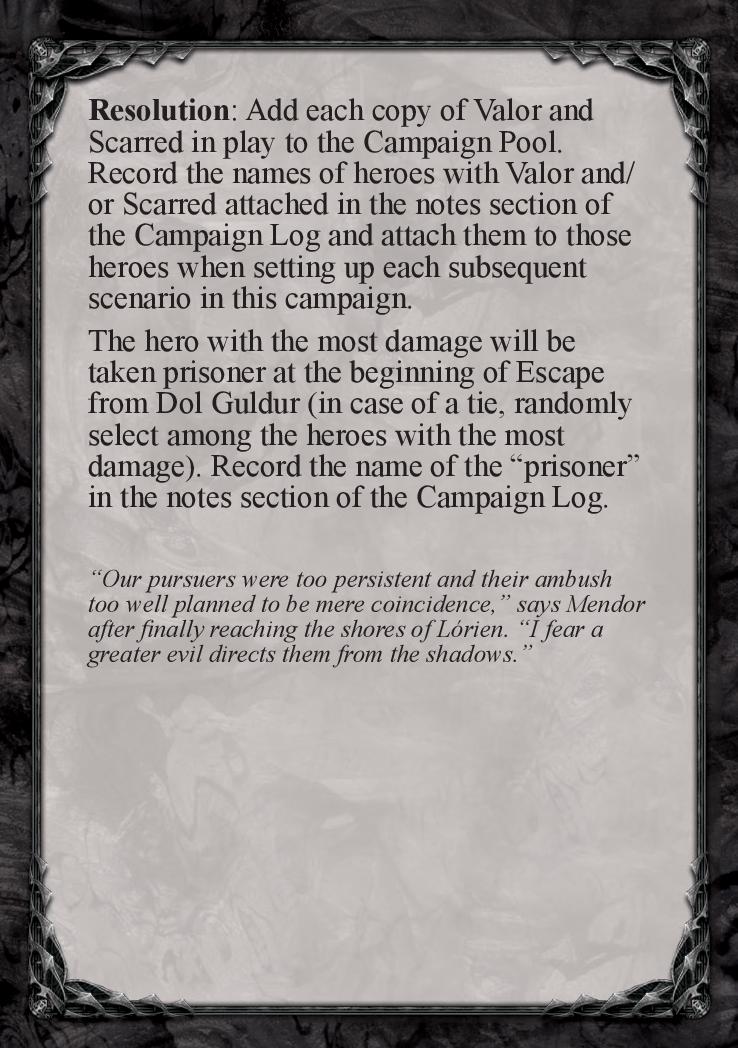 Resolution: Add each copy of Valor and
Scarred in play to the Campaign Pool.
Record the names of heroes with Valor and/
or Scarred attached in the notes section of
the Campaign Log and attach them to those
heroes when setting up each subsequent
scenario in this campaign.
The hero with the most damage will be
taken prisoner at the beginning of Escape
from Dol Guldur (in case of a tie, randomly
select among the heroes with the most
damage). Record the name of the “prisoner”
in the notes section of the Campaign Log.
“Our pursuers were too persistent and their ambush
too well planned to be mere coincidence,” says Mendor
after finally reaching the shores of Lórien. “I fear a
greater evil directs them from the shadows.”